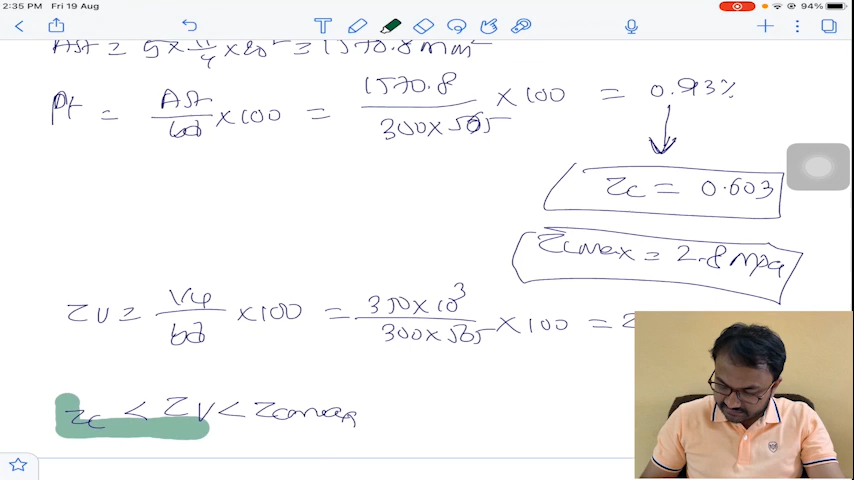 2:35 PM Fri 19 Aug 94%
Ast = 5 × π/4 × 20² = 1570.8 mm²
Pt = Ast/bd × 100 = 1570.8/300×565 × 100 = 0.93%
τc = 0.603
τcmax = 2.8 mpa
τv = Vu/bd × 100 = 350×10³/300×565 × 100 = 2
τc < τv < τcmax